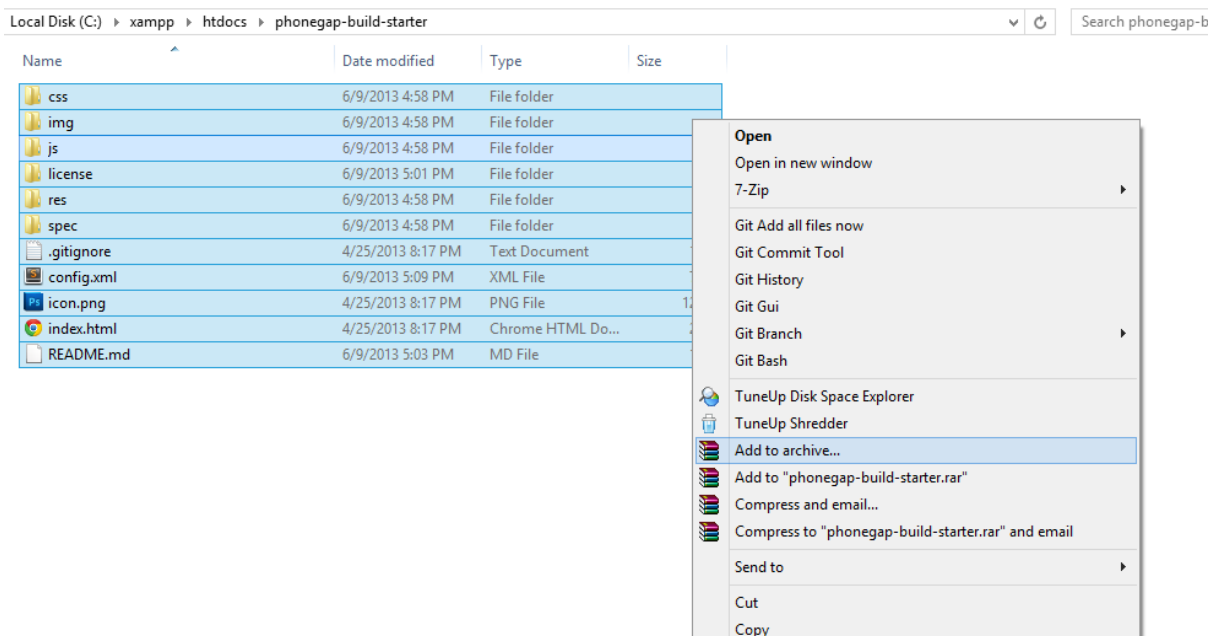 Local Disk (C:) xampp htdocs phonegap-build-starter Search phonegap-b
Name Date modified Type Size
css 6/9/2013 4:58 PM File folder
img 6/9/2013 4:58 PM File folder
js 6/9/2013 4:58 PM File folder
license 6/9/2013 5:01 PM File folder
res 6/9/2013 4:58 PM File folder
spec 6/9/2013 4:58 PM File folder
.gitignore 4/25/2013 8:17 PM Text Document
config.xml 6/9/2013 5:09 PM XML File
Ps icon.png 4/25/2013 8:17 PM PNG File
index.html 4/25/2013 8:17 PM Chrome HTML Do...
README.md 6/9/2013 5:03 PM MD File
Open
Open in new window
7-Zip
Git Add all files now
Git Commit Tool
Git History
Git Gui
Git Branch
Git Bash
TuneUp Disk Space Explorer
TuneUp Shredder
Add to archive...
Add to "phonegap-build-starter.rar"
Compress and email...
Compress to "phonegap-build-starter.rar" and email
Send to
Cut
Copy